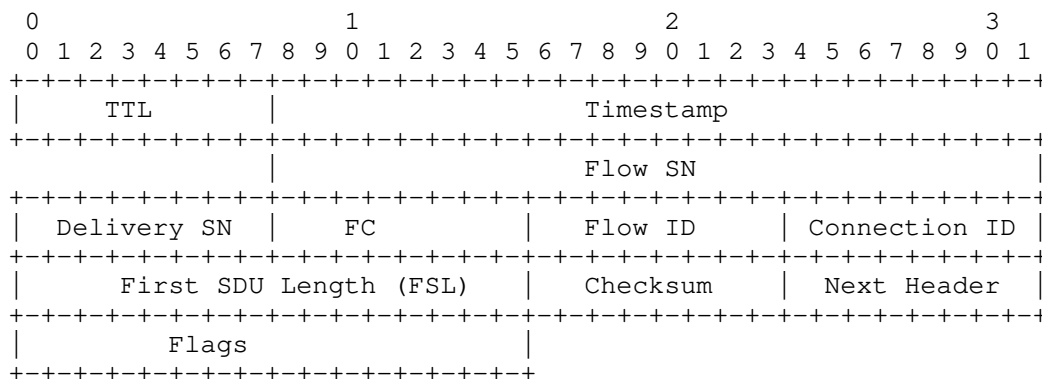 0                   1                   2                   3
 0 1 2 3 4 5 6 7 8 9 0 1 2 3 4 5 6 7 8 9 0 1 2 3 4 5 6 7 8 9 0 1
+-+-+-+-+-+-+-+-+-+-+-+-+-+-+-+-+-+-+-+-+-+-+-+-+-+-+-+-+-+-+-+-+
|     TTL       |                   Timestamp
+-+-+-+-+-+-+-+-+-+-+-+-+-+-+-+-+-+-+-+-+-+-+-+-+-+-+-+-+-+-+-+-+
                |                   Flow SN                     |
+-+-+-+-+-+-+-+-+-+-+-+-+-+-+-+-+-+-+-+-+-+-+-+-+-+-+-+-+-+-+-+-+
|  Delivery SN  |    FC         |   Flow ID     | Connection ID |
+-+-+-+-+-+-+-+-+-+-+-+-+-+-+-+-+-+-+-+-+-+-+-+-+-+-+-+-+-+-+-+-+
|      First SDU Length (FSL)   |   Checksum    |  Next Header  |
+-+-+-+-+-+-+-+-+-+-+-+-+-+-+-+-+-+-+-+-+-+-+-+-+-+-+-+-+-+-+-+-+
|         Flags                 |
+-+-+-+-+-+-+-+-+-+-+-+-+-+-+-+-+